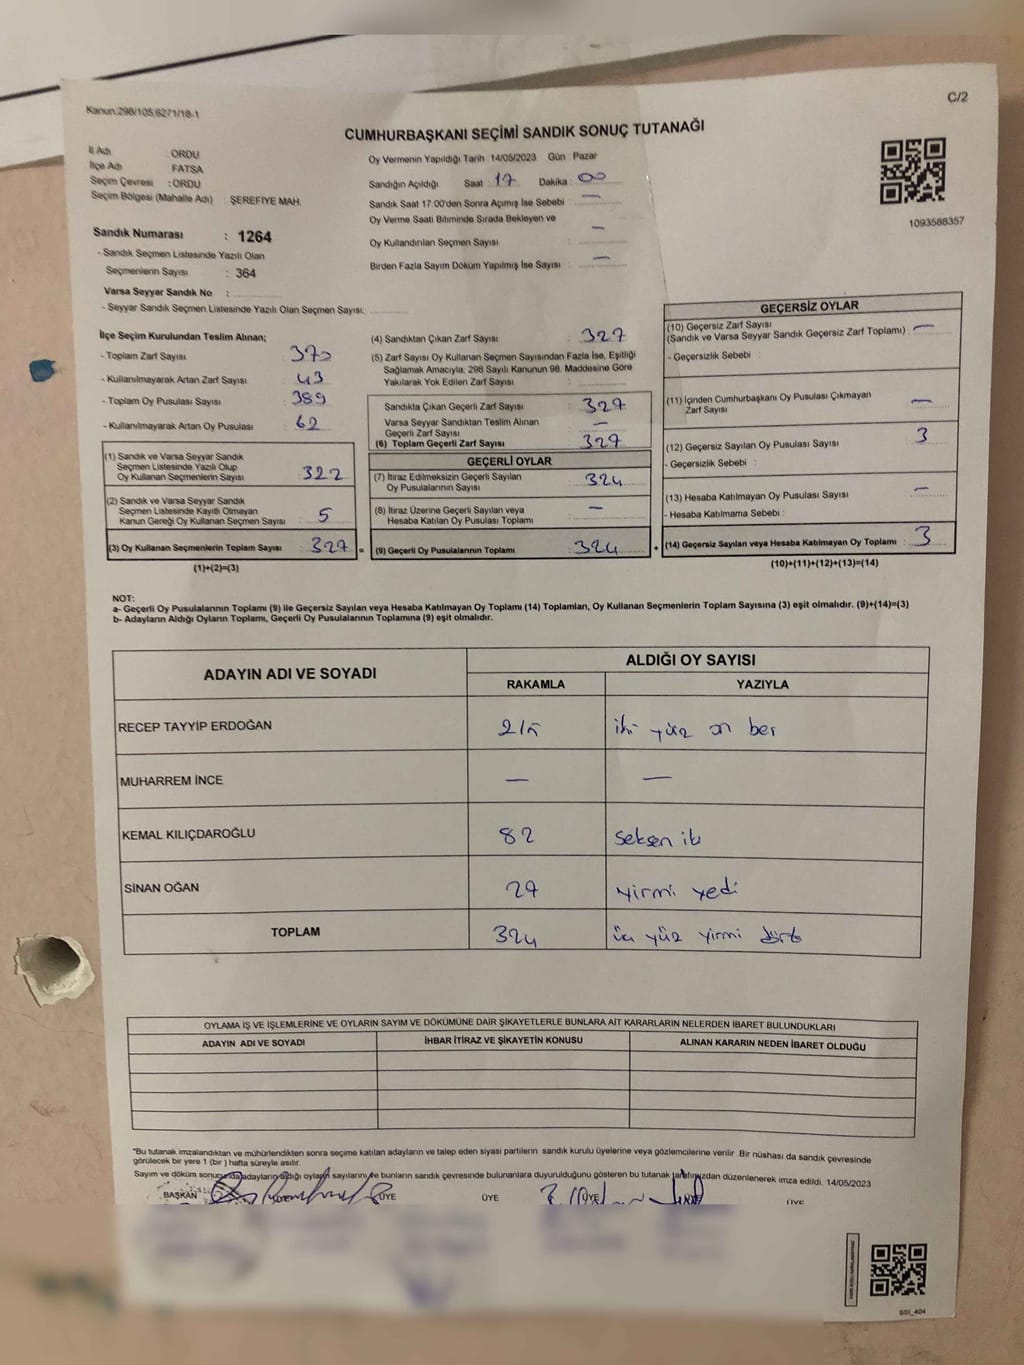 Kanun:298/105,6271/18-1
C/2
CUMHURBAŞKANI SEÇİMİ SANDIK SONUÇ TUTANAĞI
İl Adı : ORDU
İlçe Adı : FATSA
Seçim Çevresi : ORDU
Seçim Bölgesi (Mahalle Adı) : ŞEREFİYE MAH.
Sandık Numarası : 1264
- Sandık Seçmen Listesinde Yazılı Olan
Seçmenlerin Sayısı : 364
Varsa Seyyar Sandık No :
- Seyyar Sandık Seçmen Listesinde Yazılı Olan Seçmen Sayısı:
Oy Vermenin Yapıldığı Tarih 14/05/2023 Gün : Pazar
Sandığın Açıldığı Saat : 17 Dakika : 00
Sandık Saat 17:00'den Sonra Açımış İse Sebebi : —
Oy Verme Saati Bitiminde Sırada Bekleyen ve
Oy Kullandırılan Seçmen Sayısı : —
Birden Fazla Sayım Döküm Yapılmış İse Sayısı : —
1093588357
İlçe Seçim Kurulundan Teslim Alınan;
- Toplam Zarf Sayısı : 370
- Kullanılmayarak Artan Zarf Sayısı : 43
- Toplam Oy Pusulası Sayısı : 389
- Kullanılmayarak Artan Oy Pusulası : 62
(1) Sandık ve Varsa Seyyar Sandık
Seçmen Listesinde Yazılı Olup
Oy Kullanan Seçmenlerin Sayısı : 322
(2) Sandık ve Varsa Seyyar Sandık
Seçmen Listesinde Kayıtlı Olmayan
Kanun Gereği Oy Kullanan Seçmen Sayısı : 5
(3) Oy Kullanan Seçmenlerin Toplam Sayısı : 327 =
(1)+(2)=(3)
(4) Sandıktan Çıkan Zarf Sayısı : 327
(5) Zarf Sayısı Oy Kullanan Seçmen Sayısından Fazla İse, Eşitliği
Sağlamak Amacıyla, 298 Sayılı Kanunun 98. Maddesine Göre
Yakılarak Yok Edilen Zarf Sayısı :
Sandıkta Çıkan Geçerli Zarf Sayısı : 327
Varsa Seyyar Sandıktan Teslim Alınan
Geçerli Zarf Sayısı : —
(6) Toplam Geçerli Zarf Sayısı : 327
GEÇERLİ OYLAR
(7) İtiraz Edilmeksizin Geçerli Sayılan
Oy Pusulalarının Sayısı : 324
(8) İtiraz Üzerine Geçerli Sayılan veya
Hesaba Katılan Oy Pusulası Toplamı : —
(9) Geçerli Oy Pusulalarının Toplamı : 324 +
GEÇERSİZ OYLAR
(10) Geçersiz Zarf Sayısı
(Sandık ve Varsa Seyyar Sandık Geçersiz Zarf Toplamı) : —
- Geçersizlik Sebebi :
(11) İçinden Cumhurbaşkanı Oy Pusulası Çıkmayan
Zarf Sayısı : —
(12) Geçersiz Sayılan Oy Pusulası Sayısı : 3
- Geçersizlik Sebebi :
(13) Hesaba Katılmayan Oy Pusulası Sayısı : —
- Hesaba Katılmama Sebebi :
(14) Geçersiz Sayılan veya Hesaba Katılmayan Oy Toplamı : 3
(10)+(11)+(12)+(13)=(14)
NOT:
a- Geçerli Oy Pusulalarının Toplamı (9) ile Geçersiz Sayılan veya Hesaba Katılmayan Oy Toplamı (14) Toplamları, Oy Kullanan Seçmenlerin Toplam Sayısına (3) eşit olmalıdır. (9)+(14)=(3)
b- Adayların Aldığı Oyların Toplamı, Geçerli Oy Pusulalarının Toplamına (9) eşit olmalıdır.
ADAYIN ADI VE SOYADI ALDIĞI OY SAYISI
RAKAMLA YAZIYLA
RECEP TAYYİP ERDOĞAN 215 iki yüz on beş
MUHARREM İNCE — —
KEMAL KILIÇDAROĞLU 82 seksen iki
SİNAN OĞAN 27 yirmi yedi
TOPLAM 324 üç yüz yirmi dört
OYLAMA İŞ VE İŞLEMLERİNE VE OYLARIN SAYIM VE DÖKÜMÜNE DAİR ŞİKAYETLERLE BUNLARA AİT KARARLARIN NELERDEN İBARET BULUNDUKLARI
ADAYIN ADI VE SOYADI İHBAR İTİRAZ VE ŞİKAYETİN KONUSU ALINAN KARARIN NEDEN İBARET OLDUĞU
*Bu tutanak imzalandıktan ve mühürlendikten sonra seçime katılan adayların ve talep eden siyasi partilerin sandık kurulu üyelerine veya gözlemcilerine verilir .Bir nüshası da sandık çevresinde
görülecek bir yere 1 (bir ) hafta süreyle asılır.
Sayım ve döküm sonucunda adayların aldığı oyların sayılarını ve bunların sandık çevresinde bulunanlara duyurulduğunu gösteren bu tutanak tarafımızdan düzenlenerek imza edildi. 14/05/2023
BAŞKAN ÜYE ÜYE ÜYE ÜYE
SSI_404